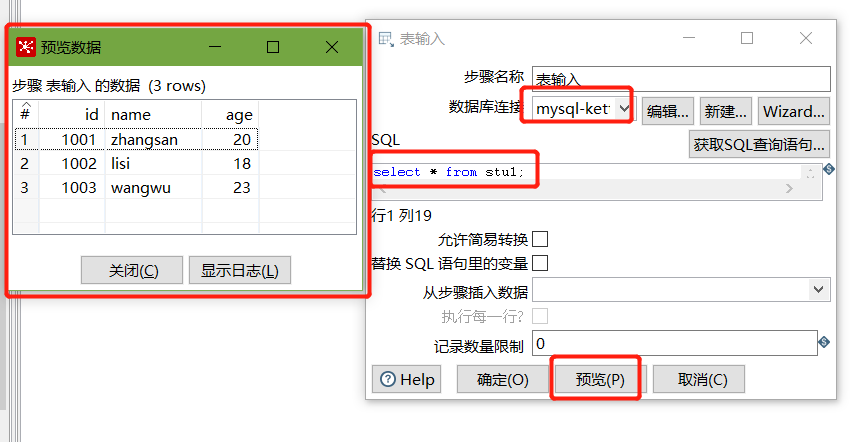 预览数据
步骤 表输入 的数据 (3 rows)
# id name age
1 1001 zhangsan 20
2 1002 lisi 18
3 1003 wangwu 23
关闭(C) 显示日志(L)
表输入
步骤名称 表输入
数据库连接 mysql-ket 编辑... 新建... Wizard...
SQL 获取SQL查询语句...
select * from stu1;
行1 列19
允许简易转换
替换 SQL 语句里的变量
从步骤插入数据
执行每一行?
记录数量限制 0
Help 确定(O) 预览(P) 取消(C)